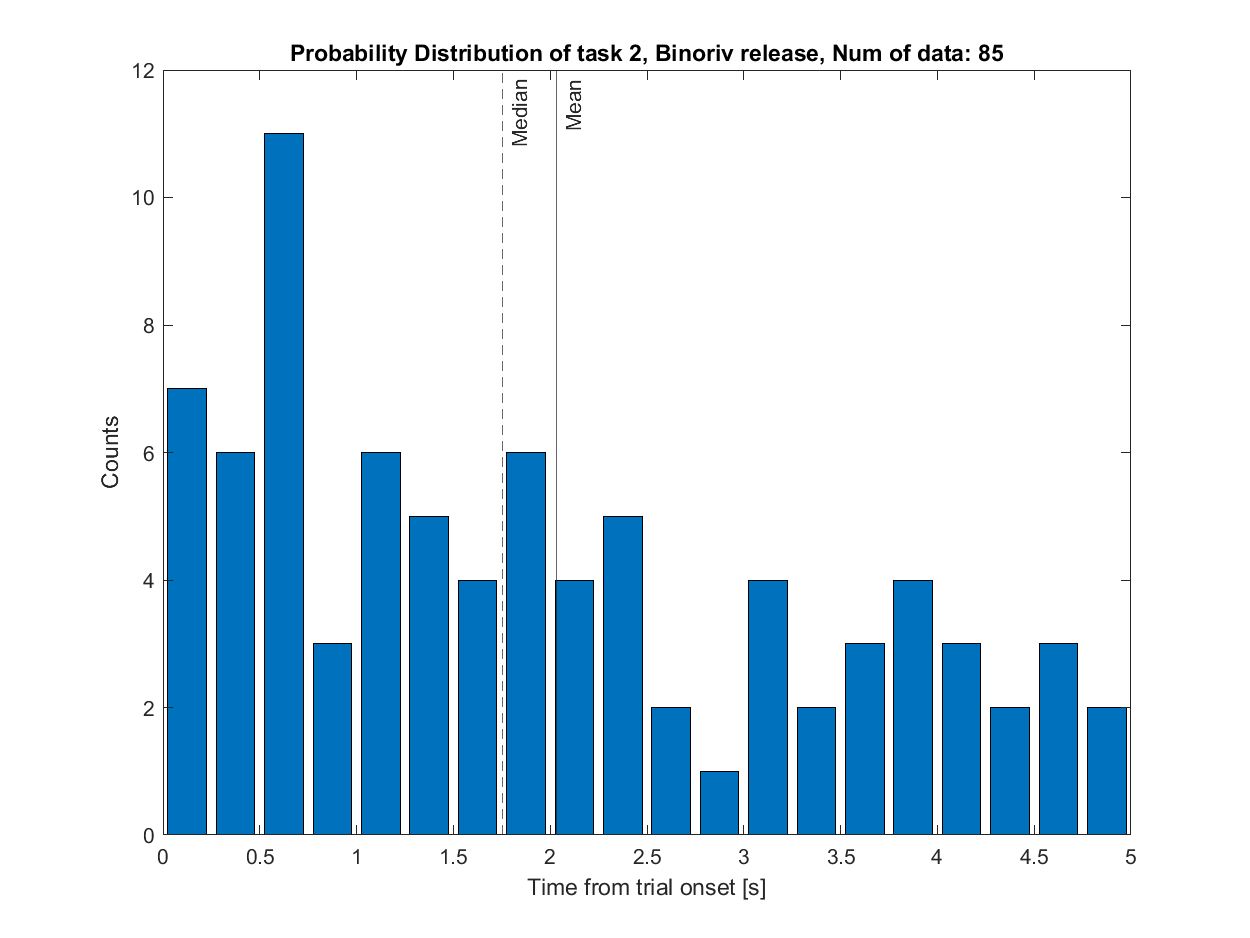 Probability Distribution of task 2, Binoriv release, Num of data: 85
12
10
8
6
4
2
0
Counts
Median
Mean
0 0.5 1 1.5 2 2.5 3 3.5 4 4.5 5
Time from trial onset [s]